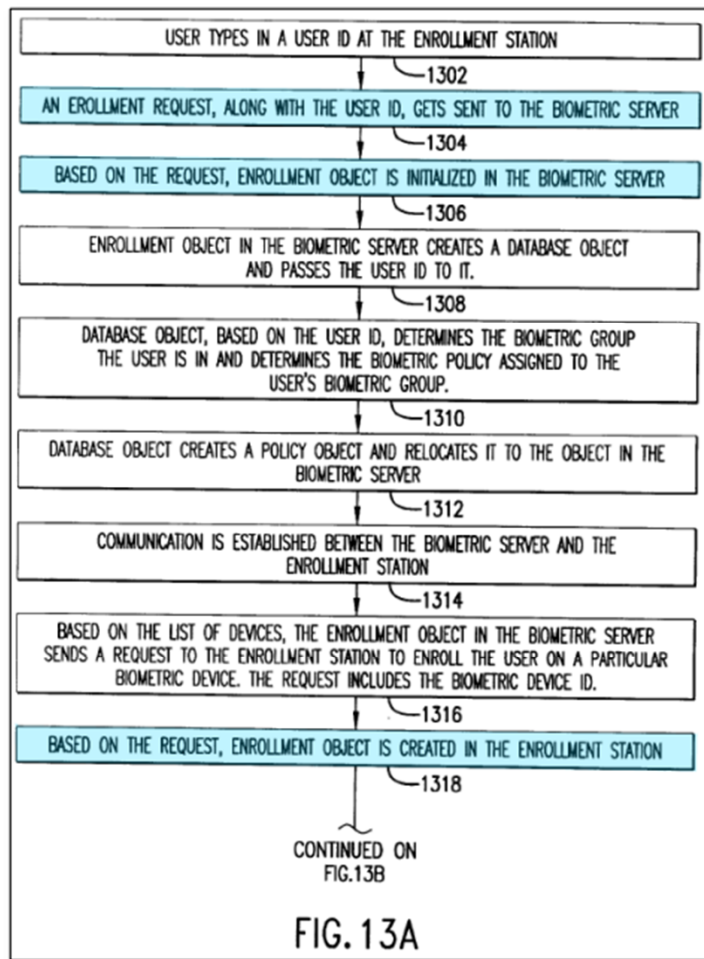 USER TYPES IN A USER ID AT THE ENROLLMENT STATION
1302
AN EROLLMENT REQUEST, ALONG WITH THE USER ID, GETS SENT TO THE BIOMETRIC SERVER
1304
BASED ON THE REQUEST, ENROLLMENT OBJECT IS INITIALIZED IN THE BIOMETRIC SERVER
1306
ENROLLMENT OBJECT IN THE BIOMETRIC SERVER CREATES A DATABASE OBJECT
AND PASSES THE USER ID TO IT.
1308
DATABASE OBJECT, BASED ON THE USER ID, DETERMINES THE BIOMETRIC GROUP
THE USER IS IN AND DETERMINES THE BIOMETRIC POLICY ASSIGNED TO THE
USER'S BIOMETRIC GROUP.
1310
DATABASE OBJECT CREATES A POLICY OBJECT AND RELOCATES IT TO THE OBJECT IN THE
BIOMETRIC SERVER
1312
COMMUNICATION IS ESTABLISHED BETWEEN THE BIOMETRIC SERVER AND THE
ENROLLMENT STATION
1314
BASED ON THE LIST OF DEVICES, THE ENROLLMENT OBJECT IN THE BIOMETRIC SERVER
SENDS A REQUEST TO THE ENROLLMENT STATION TO ENROLL THE USER ON A PARTICULAR
BIOMETRIC DEVICE. THE REQUEST INCLUDES THE BIOMETRIC DEVICE ID.
1316
BASED ON THE REQUEST, ENROLLMENT OBJECT IS CREATED IN THE ENROLLMENT STATION
1318
CONTINUED ON
FIG.13B
FIG.13A